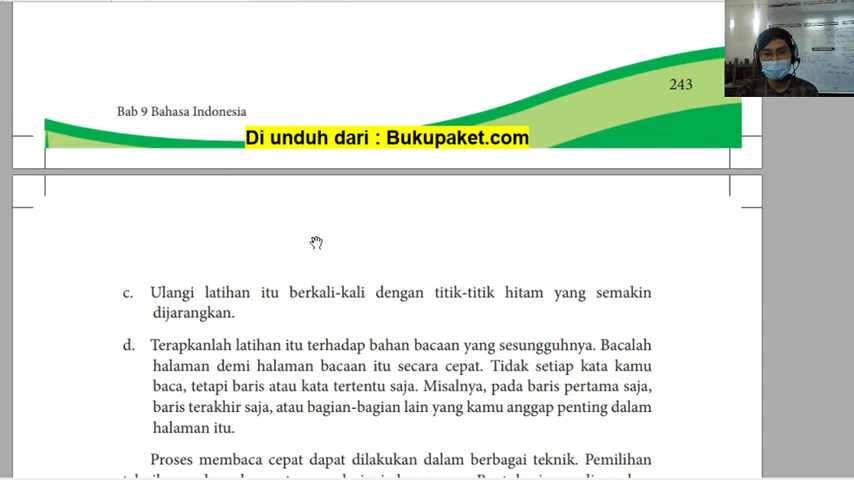 243
Bab 9 Bahasa Indonesia
Di unduh dari : Bukupaket.com
c. Ulangi latihan itu berkali-kali dengan titik-titik hitam yang semakin
dijarangkan.
d. Terapkanlah latihan itu terhadap bahan bacaan yang sesungguhnya. Bacalah
halaman demi halaman bacaan itu secara cepat. Tidak setiap kata kamu
baca, tetapi baris atau kata tertentu saja. Misalnya, pada baris pertama saja,
baris terakhir saja, atau bagian-bagian lain yang kamu anggap penting dalam
halaman itu.
Proses membaca cepat dapat dilakukan dalam berbagai teknik. Pemilihan